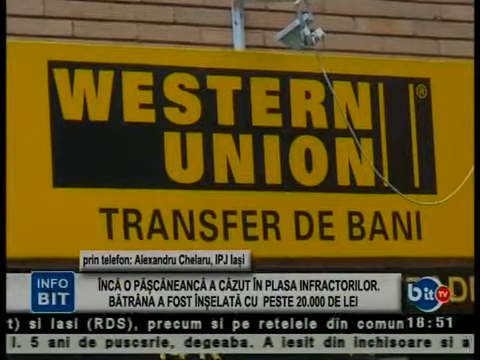 WESTERN
UNION
®
TRANSFER DE BANI
prin telefon: Alexandru Chelaru, IPJ Iași
INFO
BIT
ÎNCĂ O PĂȘCĂNEANCĂ A CĂZUT ÎN PLASA INFRACTORILOR.
BĂTRÂNA A FOST ÎNȘELATĂ CU PESTE 20.000 DE LEI
bit TV
t) si Iasi (RDS), precum si pe retelele din comun 18:51
l. 5 ani de puscsrie, degeaba. A iesit din inchisoare si a